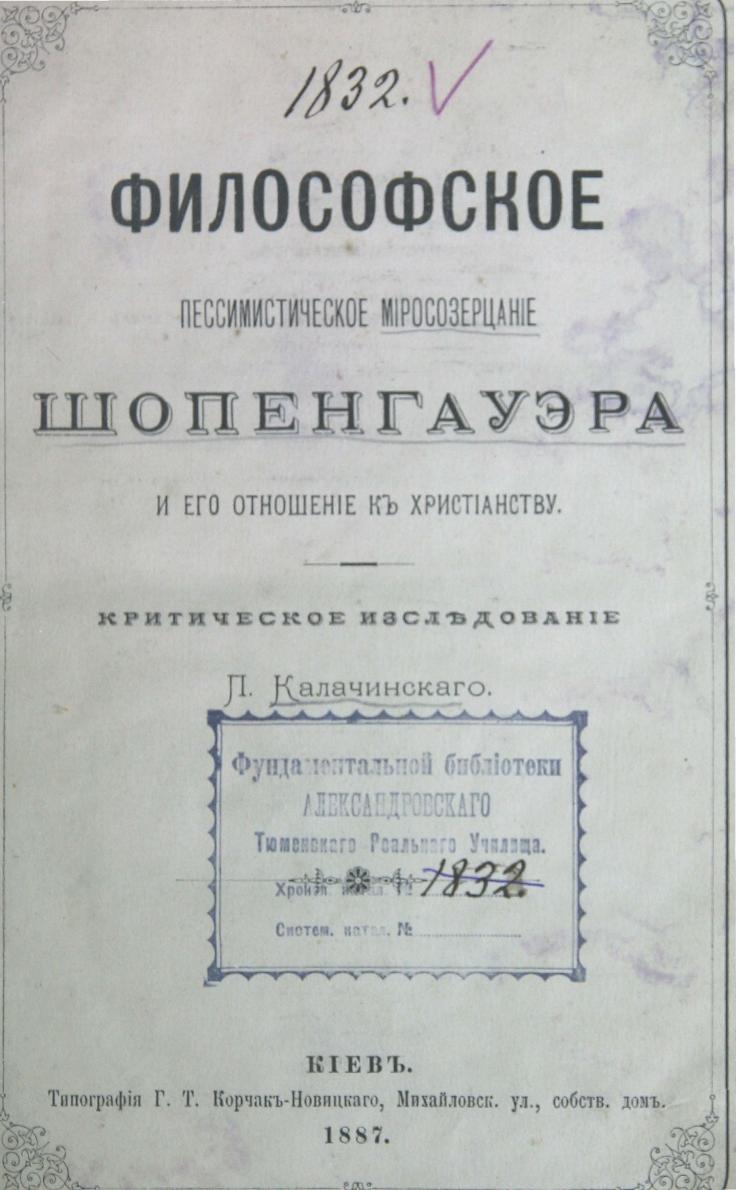 1832.
ФИЛОСОФСКОЕ
ПЕССИМИСТИЧЕСКОЕ МІРОСОЗЕРЦАНІЕ
ШОПЕНГАУЭРА
И ЕГО ОТНОШЕНІЕ КЪ ХРИСТІАНСТВУ.
КРИТИЧЕСКОЕ ИЗСЛѢДОВАНІЕ
П. Калачинскаго.
Фундаментальной библіотеки
АЛЕКСАНДРОВСКАГО
Тюменскаго Реальнаго Училища.
1832.
Систем. катал. №
КІЕВЪ.
Типографія Г. Т. Корчакъ-Новицкаго, Михайловск. ул., собств. домъ.
1887.